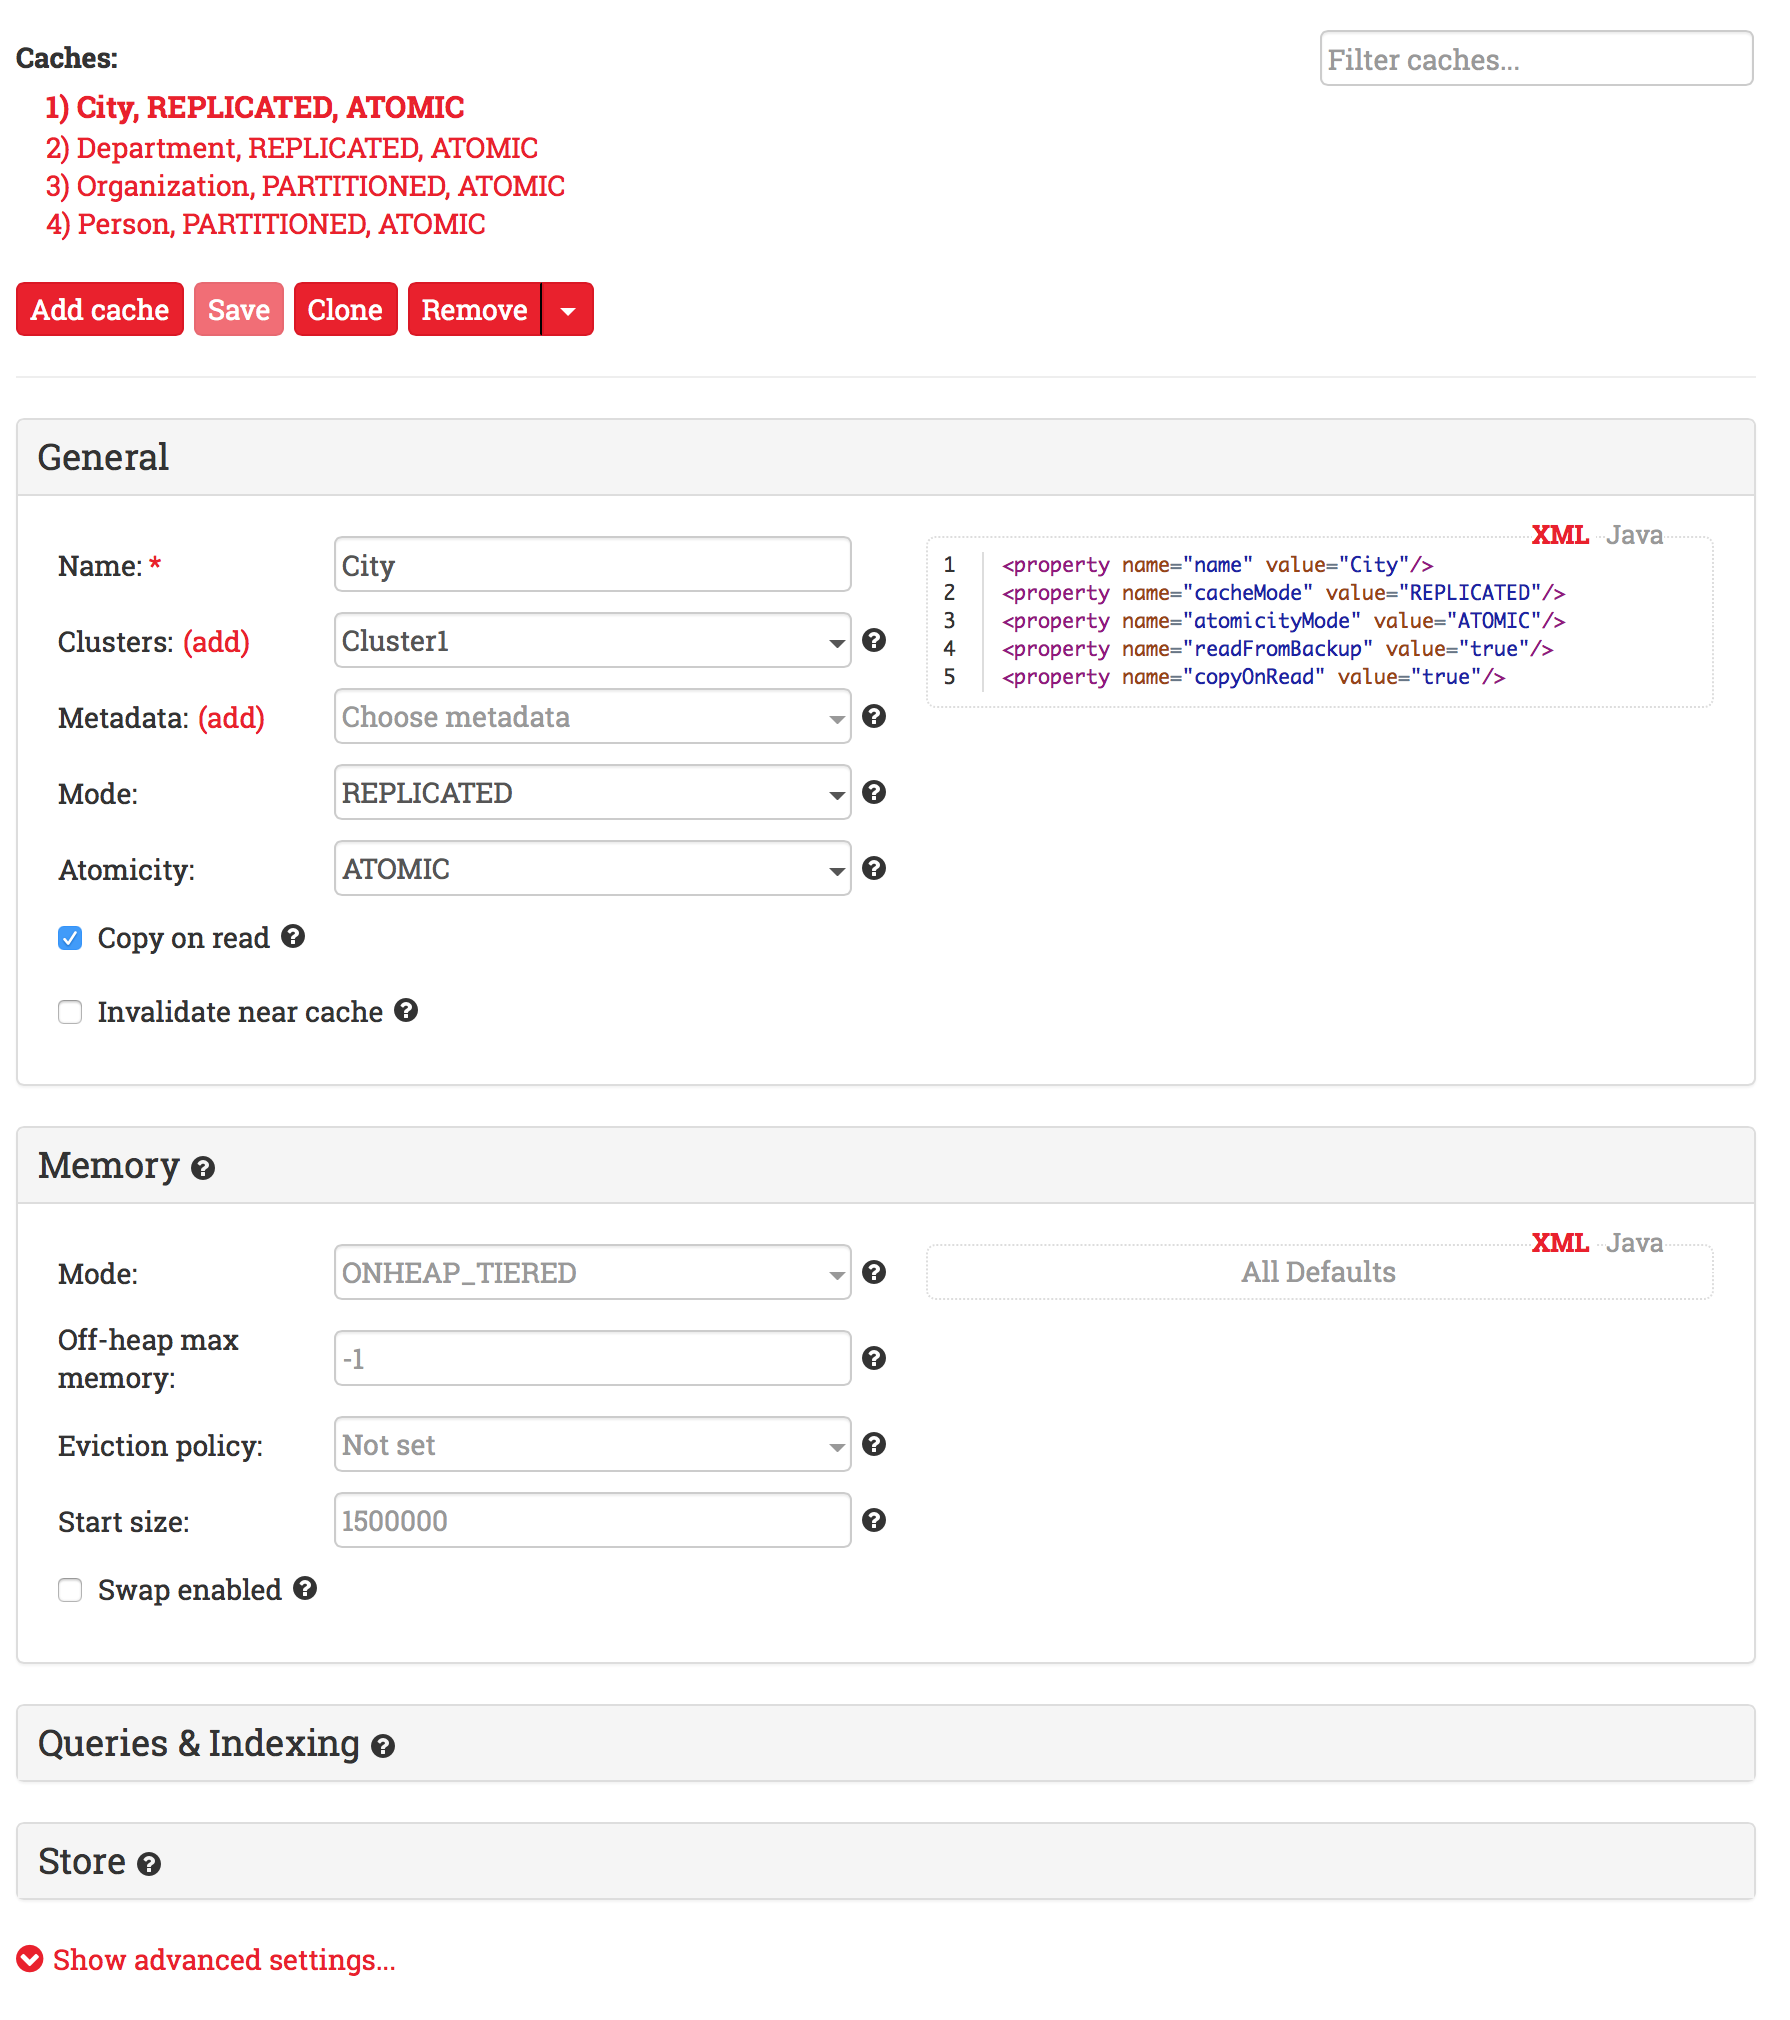 Caches:
Filter caches...
1) City, REPLICATED, ATOMIC
2) Department, REPLICATED, ATOMIC
3) Organization, PARTITIONED, ATOMIC
4) Person, PARTITIONED, ATOMIC
Add cache Save Clone Remove
General
XML Java
Name: * City
Clusters: (add) Cluster1
Metadata: (add) Choose metadata
Mode: REPLICATED
Atomicity: ATOMIC
Copy on read
Invalidate near cache
1 <property name="name" value="City"/>
2 <property name="cacheMode" value="REPLICATED"/>
3 <property name="atomicityMode" value="ATOMIC"/>
4 <property name="readFromBackup" value="true"/>
5 <property name="copyOnRead" value="true"/>
Memory
XML Java
Mode: ONHEAP_TIERED
All Defaults
Off-heap max
memory: -1
Eviction policy: Not set
Start size: 1500000
Swap enabled
Queries & Indexing
Store
Show advanced settings...